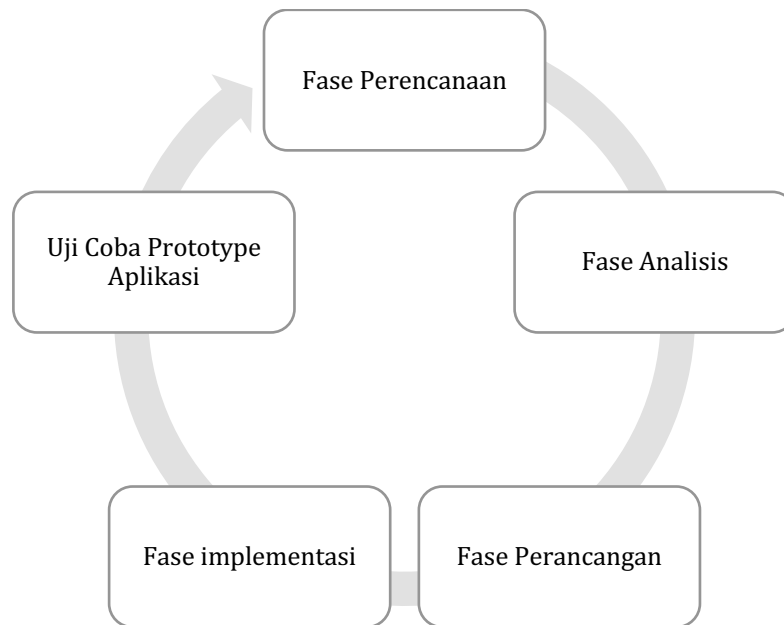 Fase Perencanaan
Fase Analisis
Fase Perancangan
Fase implementasi
Uji Coba Prototype
Aplikasi